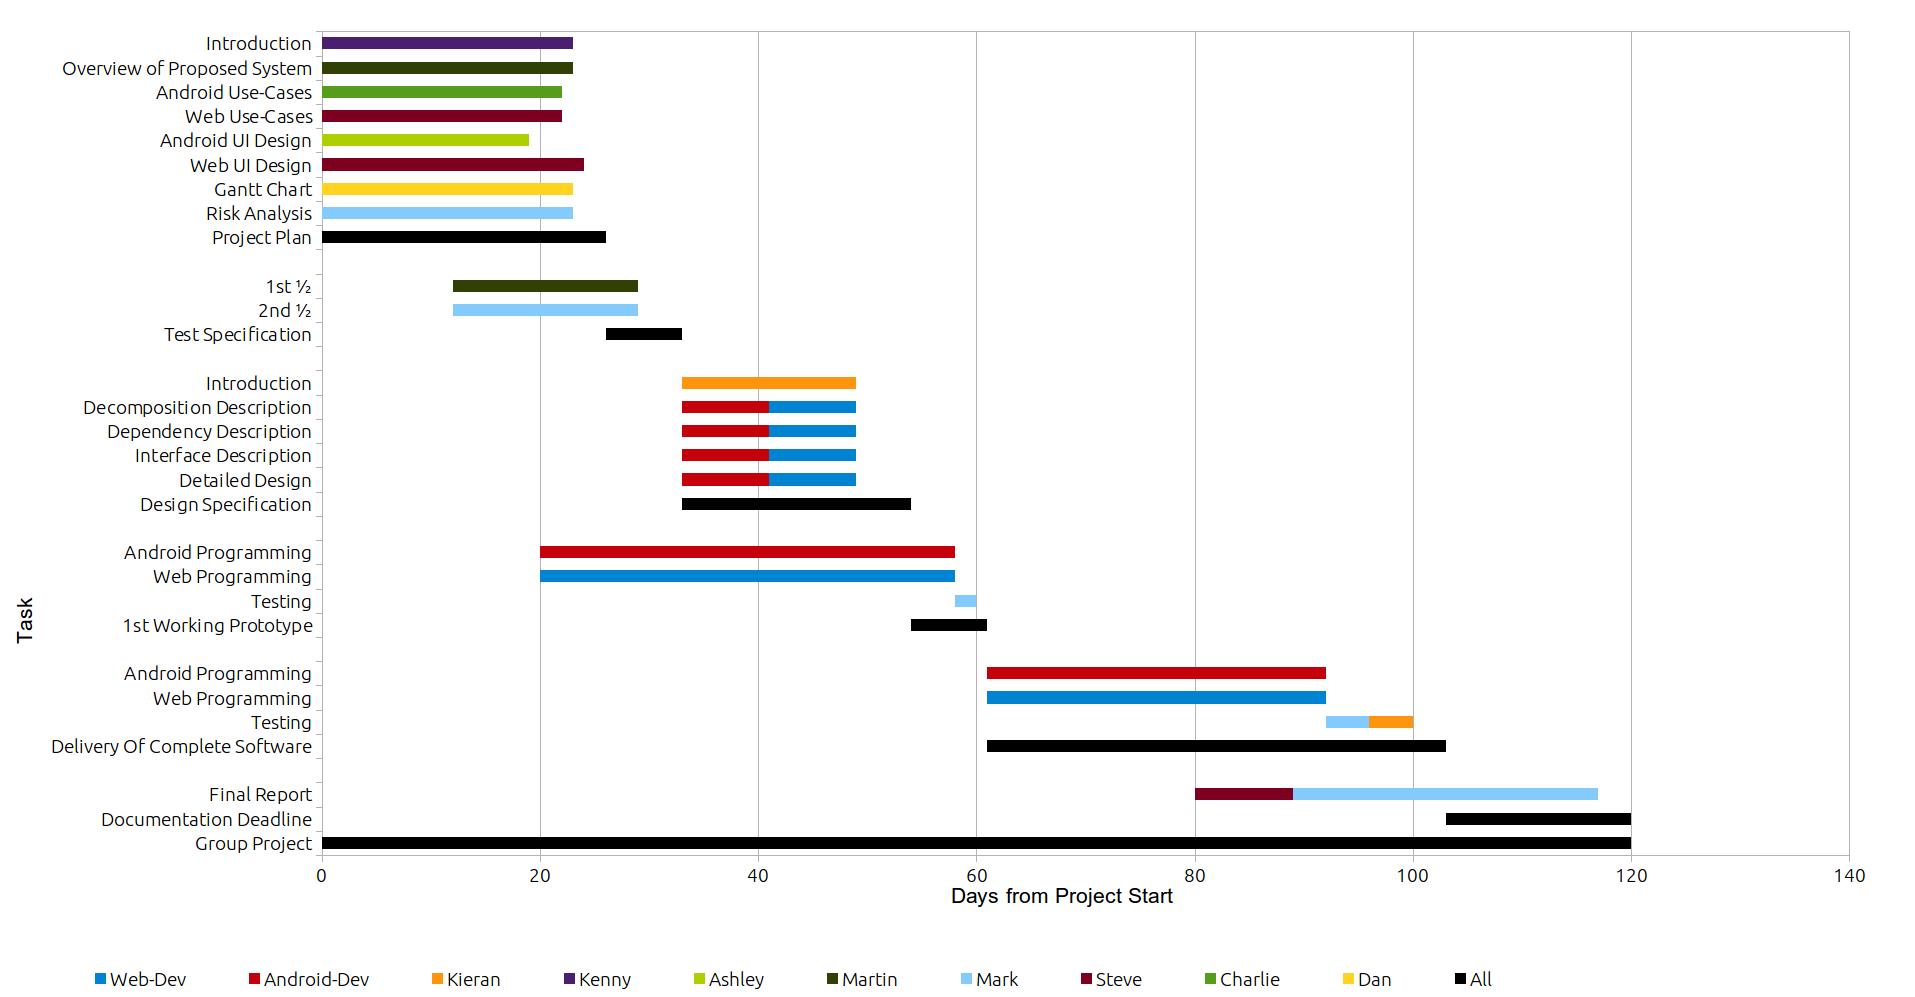 Introduction
Overview of Proposed System
Android Use-Cases
Web Use-Cases
Android UI Design
Web UI Design
Gantt Chart
Risk Analysis
Project Plan
1st ½
2nd ½
Test Specification
Introduction
Decomposition Description
Dependency Description
Interface Description
Detailed Design
Design Specification
Android Programming
Web Programming
Testing
1st Working Prototype
Android Programming
Web Programming
Testing
Delivery Of Complete Software
Final Report
Documentation Deadline
Group Project
Task
0 20 40 60 80 100 120 140
Days from Project Start
Web-Dev Android-Dev Kieran Kenny Ashley Martin Mark Steve Charlie Dan All